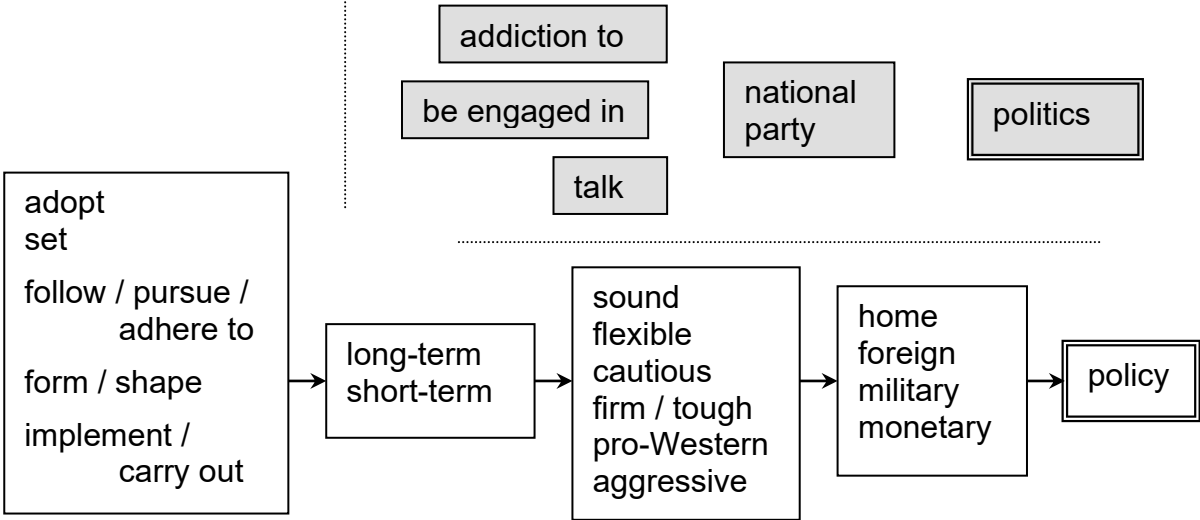 addiction to
be engaged in
talk
national
party
politics
adopt
set
follow / pursue /
adhere to
form / shape
implement /
carry out
long-term
short-term
sound
flexible
cautious
firm / tough
pro-Western
aggressive
home
foreign
military
monetary
policy